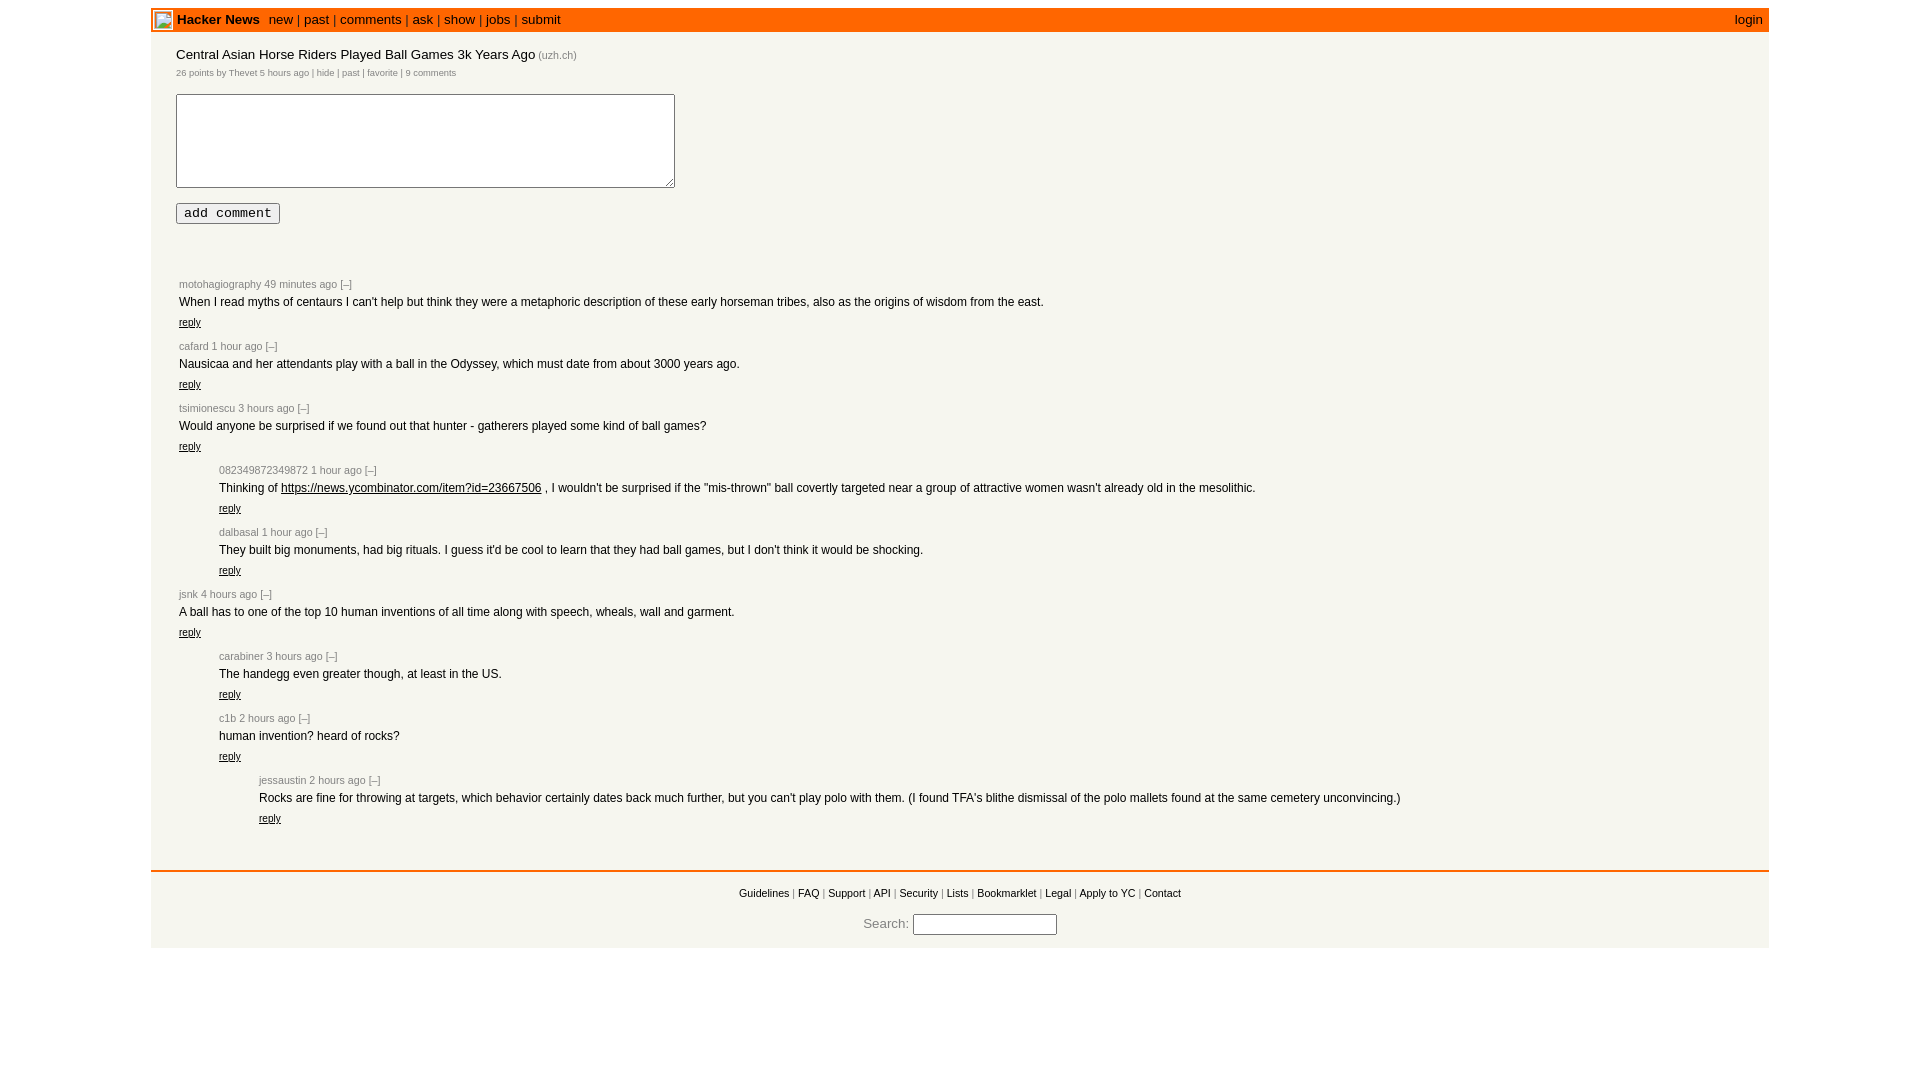 Hacker News new | past | comments | ask | show | jobs | submit login
Central Asian Horse Riders Played Ball Games 3k Years Ago (uzh.ch)
26 points by Thevet 5 hours ago | hide | past | favorite | 9 comments
add comment
motohagiography 49 minutes ago [–]
When I read myths of centaurs I can't help but think they were a metaphoric description of these early horseman tribes, also as the origins of wisdom from the east.
reply
cafard 1 hour ago [–]
Nausicaa and her attendants play with a ball in the Odyssey, which must date from about 3000 years ago.
reply
tsimionescu 3 hours ago [–]
Would anyone be surprised if we found out that hunter - gatherers played some kind of ball games?
reply
082349872349872 1 hour ago [–]
Thinking of https://news.ycombinator.com/item?id=23667506 , I wouldn't be surprised if the "mis-thrown" ball covertly targeted near a group of attractive women wasn't already old in the mesolithic.
reply
dalbasal 1 hour ago [–]
They built big monuments, had big rituals. I guess it'd be cool to learn that they had ball games, but I don't think it would be shocking.
reply
jsnk 4 hours ago [–]
A ball has to one of the top 10 human inventions of all time along with speech, wheals, wall and garment.
reply
carabiner 3 hours ago [–]
The handegg even greater though, at least in the US.
reply
c1b 2 hours ago [–]
human invention? heard of rocks?
reply
jessaustin 2 hours ago [–]
Rocks are fine for throwing at targets, which behavior certainly dates back much further, but you can't play polo with them. (I found TFA's blithe dismissal of the polo mallets found at the same cemetery unconvincing.)
reply
Guidelines | FAQ | Support | API | Security | Lists | Bookmarklet | Legal | Apply to YC | Contact
Search: